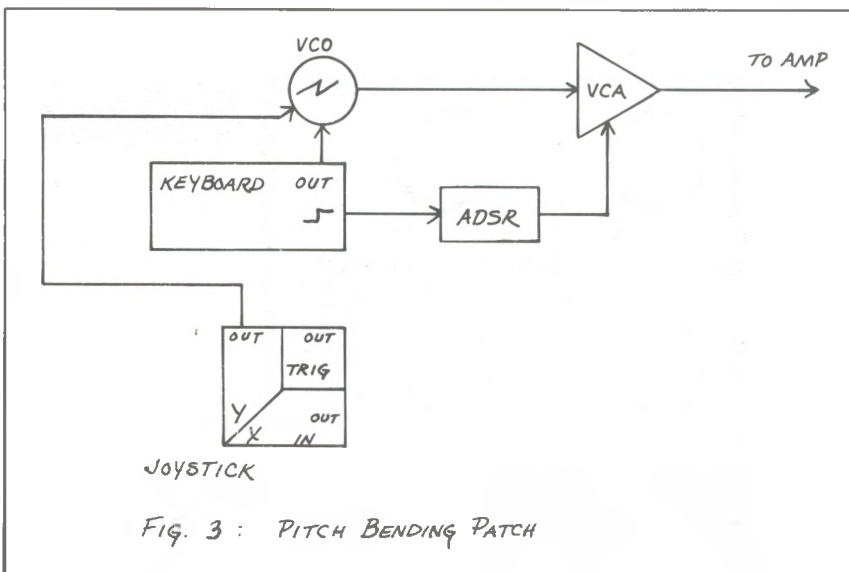 VCO
TO AMP
VCA
KEYBOARD OUT
ADSR
OUT OUT
TRIG
Y OUT
X IN
JOYSTICK
FIG. 3 : PITCH BENDING PATCH